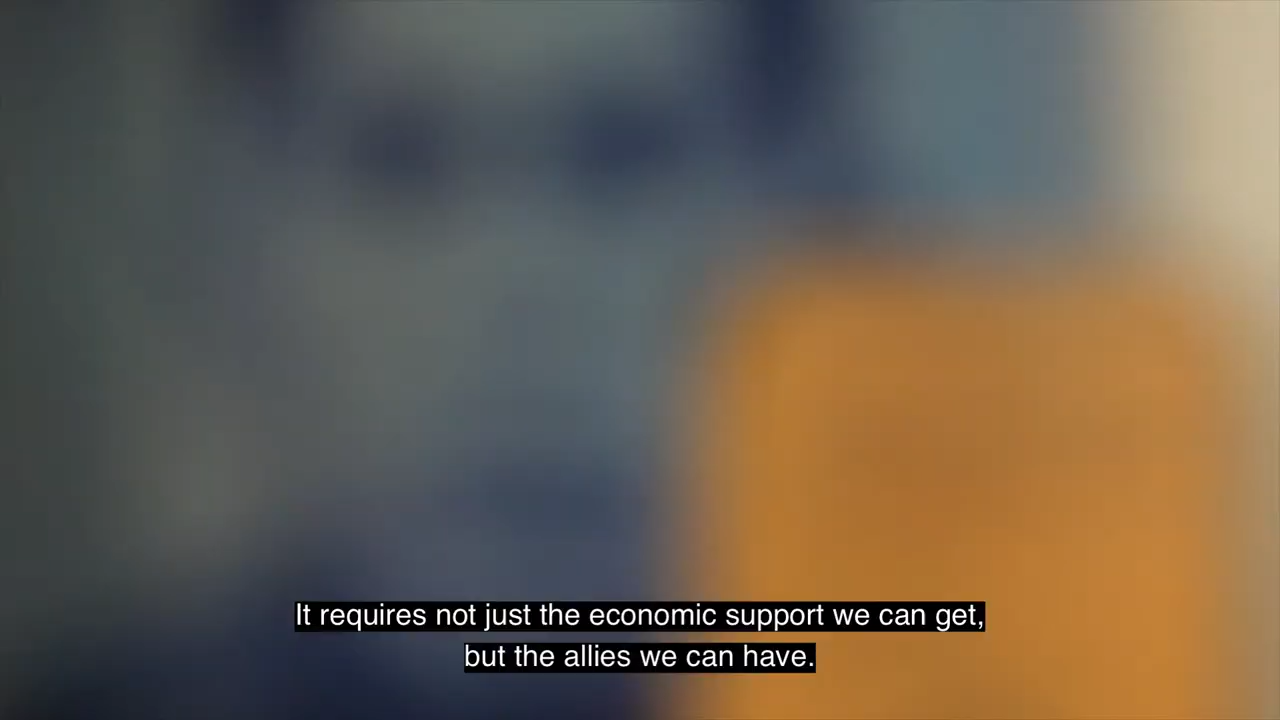 It requires not just the economic support we can get,
but the allies we can have.